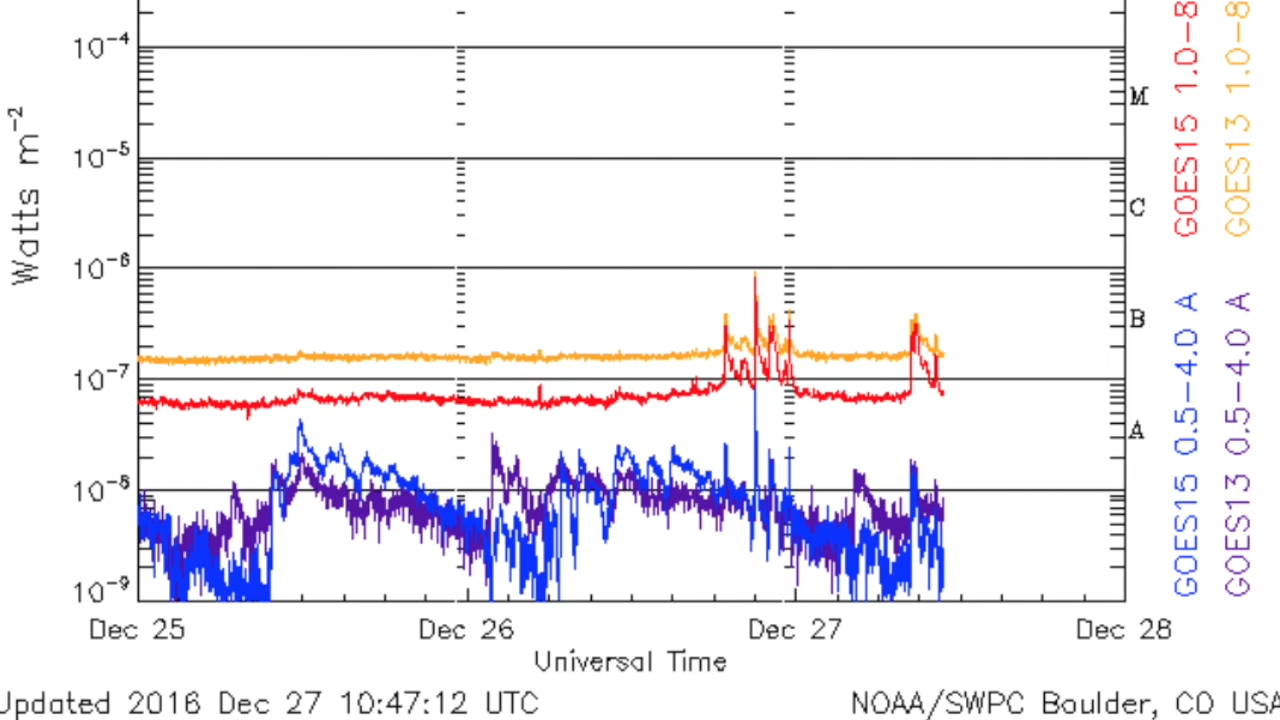 10⁻⁴
M
10⁻⁵
C
10⁻⁶
B
10⁻⁷
A
10⁻⁸
10⁻⁹
Watts m⁻²
Dec 25 Dec 26 Dec 27 Dec 28
Universal Time
Updated 2016 Dec 27 10:47:12 UTC
NOAA/SWPC Boulder, CO USA
GOES15 1.0-8
GOES13 1.0-8
GOES15 0.5-4.0 A
GOES13 0.5-4.0 A